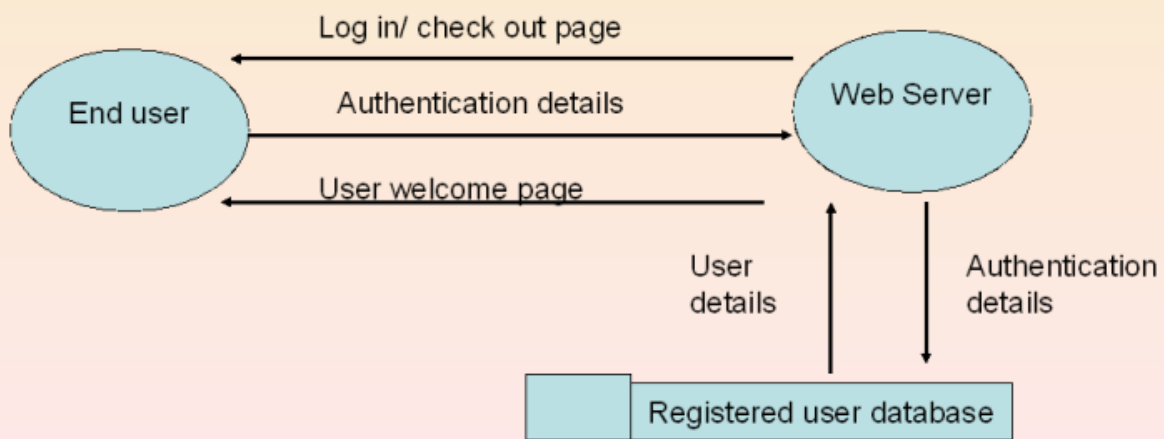 Log in/ check out page
End user
Web Server
Authentication details
User welcome page
User
details
Authentication
details
Registered user database